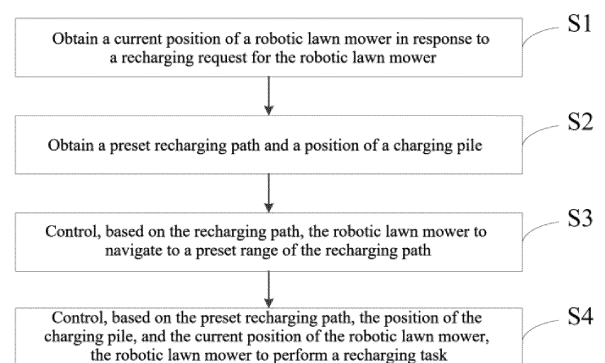 Obtain a current position of a robotic lawn mower in response to
a recharging request for the robotic lawn mower
S1
Obtain a preset recharging path and a position of a charging pile
S2
Control, based on the recharging path, the robotic lawn mower to
navigate to a preset range of the recharging path
S3
Control, based on the preset recharging path, the position of the
charging pile, and the current position of the robotic lawn mower,
the robotic lawn mower to perform a recharging task
S4